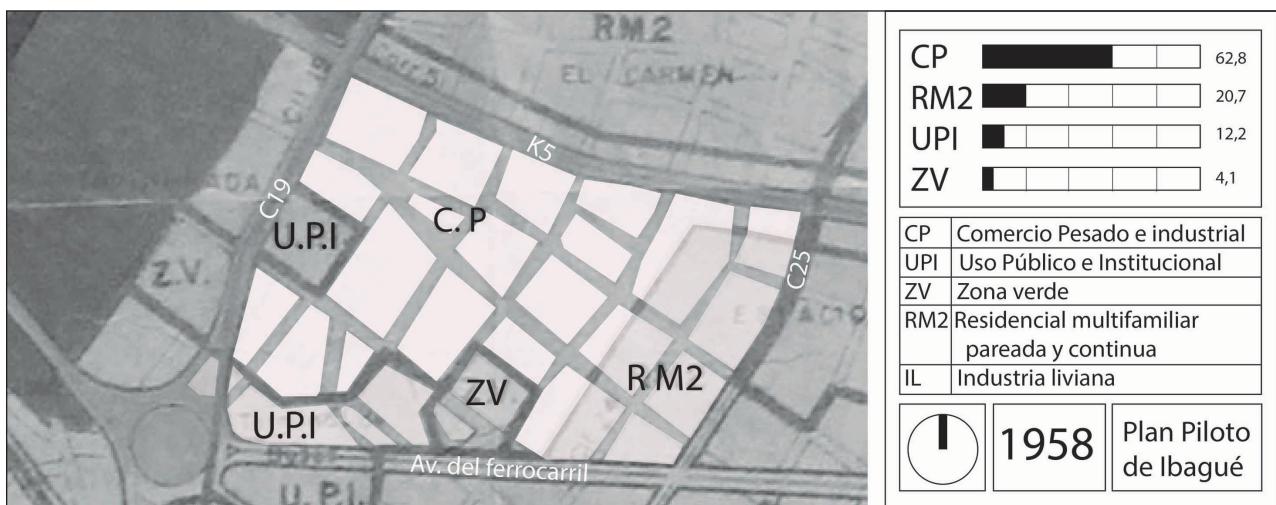 RM2
EL CARMEN
K5
C19
U.P.I
C. P
Z.V.
C25
R M2
ZV
U.P.I
Av. del ferrocarril
U.P.I.
CP 62,8
RM2 20,7
UPI 12,2
ZV 4,1
CP Comercio Pesado e industrial
UPI Uso Público e Institucional
ZV Zona verde
RM2 Residencial multifamiliar
pareada y continua
IL Industria liviana
1958
Plan Piloto
de Ibagué